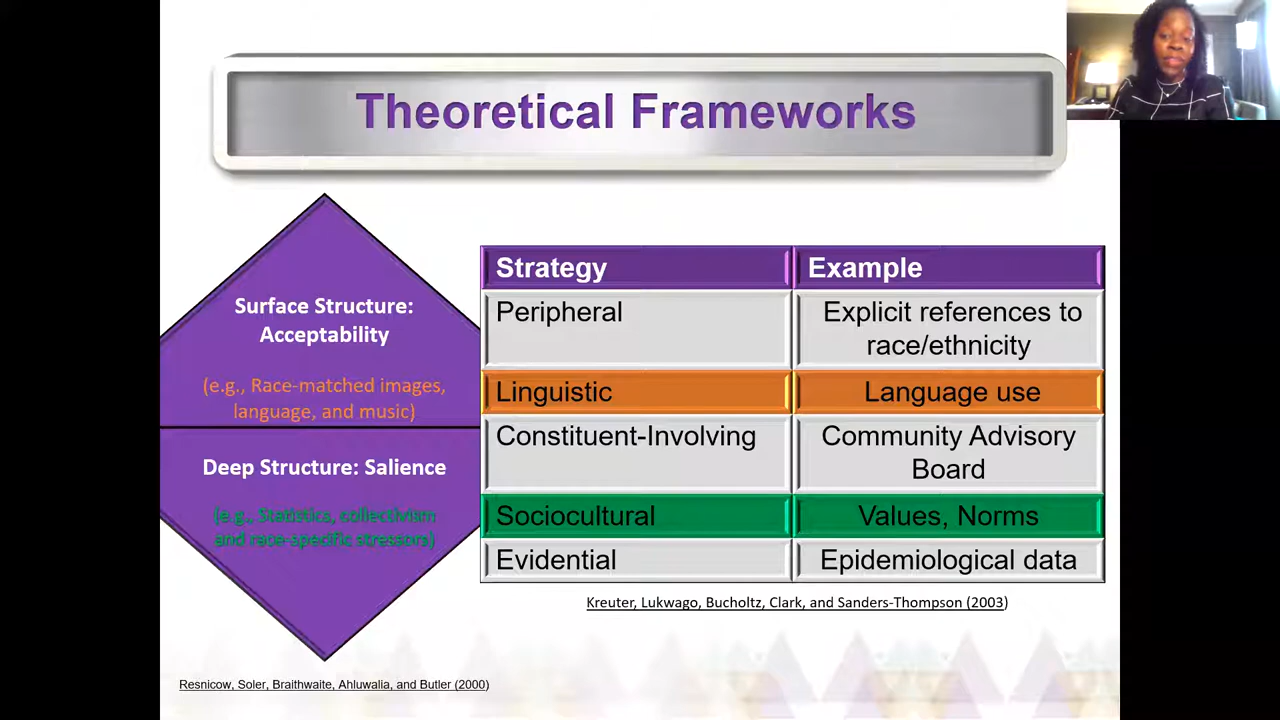 Theoretical Frameworks
Surface Structure:
Acceptability
(e.g., Race-matched images,
language, and music)
Deep Structure: Salience
(e.g., Statistics, collectivism
and race-specific stressors)
Strategy Example
Peripheral Explicit references to
race/ethnicity
Linguistic Language use
Constituent-Involving Community Advisory
Board
Sociocultural Values, Norms
Evidential Epidemiological data
Kreuter, Lukwago, Bucholtz, Clark, and Sanders-Thompson (2003)
Resnicow, Soler, Braithwaite, Ahluwalia, and Butler (2000)